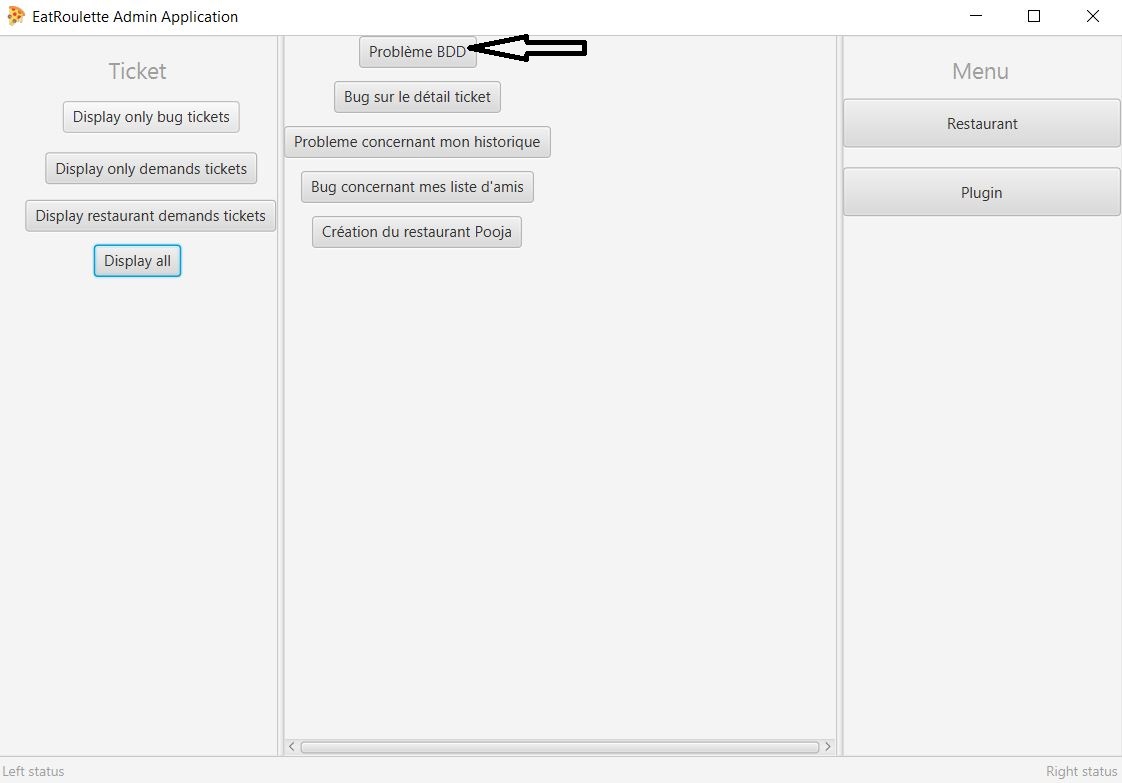 EatRoulette Admin Application
Ticket
Display only bug tickets
Display only demands tickets
Display restaurant demands tickets
Display all
Problème BDD
Bug sur le détail ticket
Probleme concernant mon historique
Bug concernant mes liste d'amis
Création du restaurant Pooja
Menu
Restaurant
Plugin
Left status
Right status